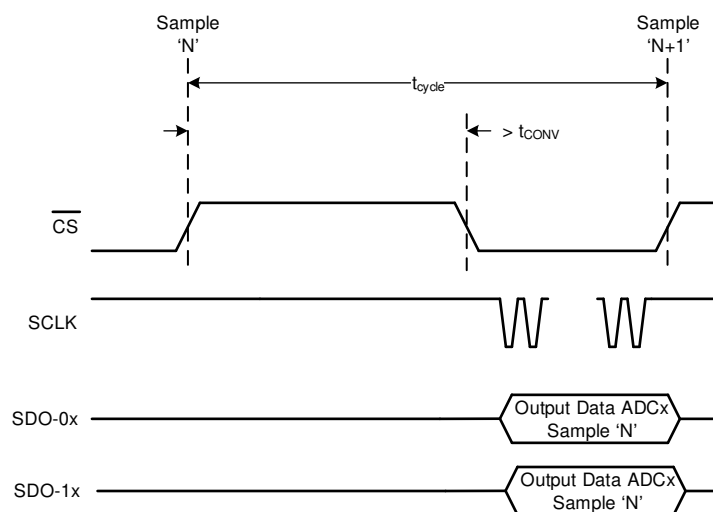 Sample
‘N’
Sample
‘N+1’
tcycle
> tCONV
CS
SCLK
SDO-0x
Output Data ADCx
Sample ‘N’
SDO-1x
Output Data ADCx
Sample ‘N’